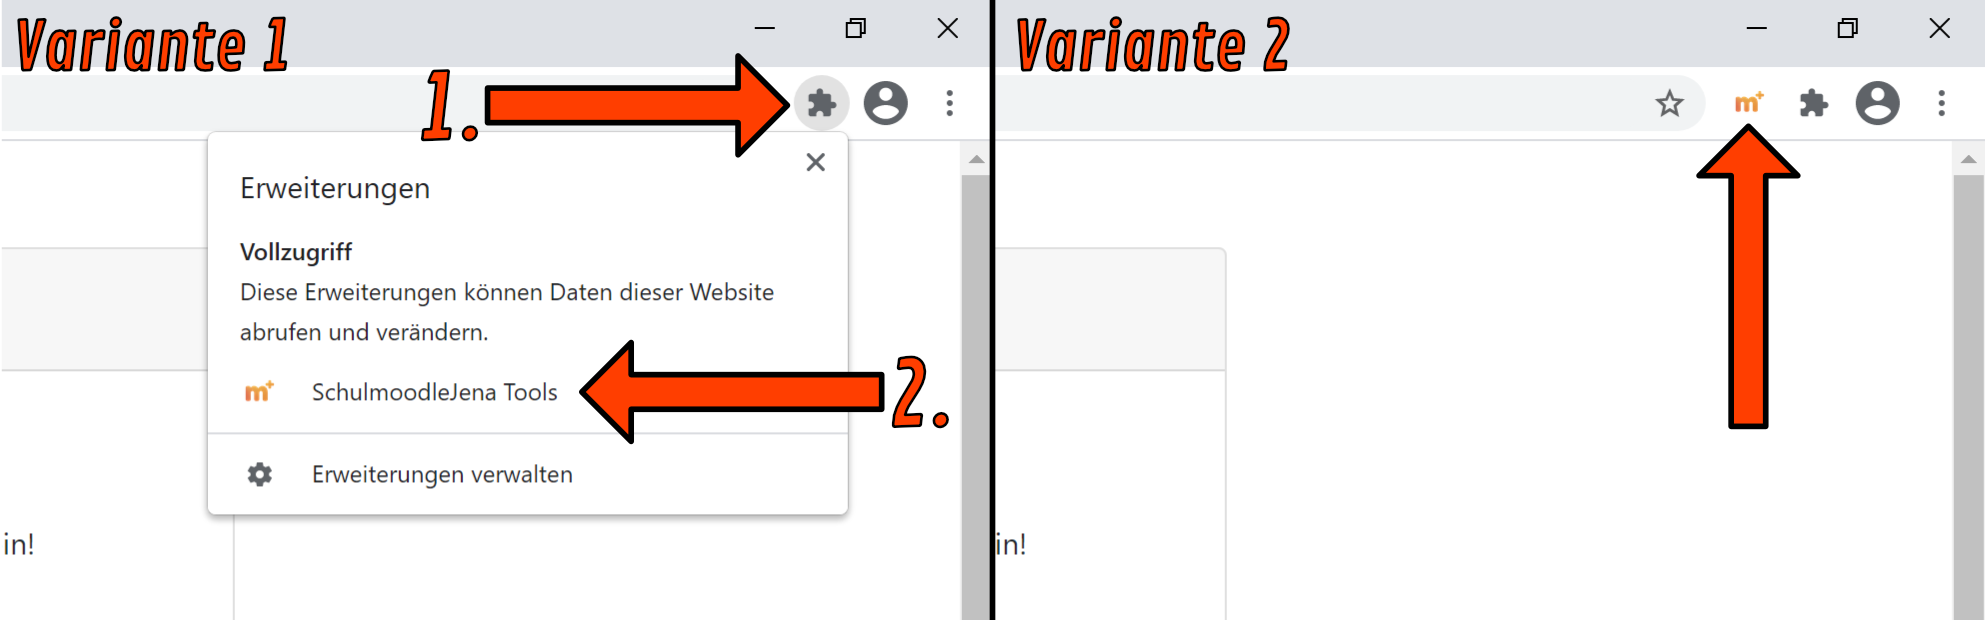 Variante 1
1.
Erweiterungen
Vollzugriff
Diese Erweiterungen können Daten dieser Website
abrufen und verändern.
m+ SchulmoodleJena Tools
2.
Erweiterungen verwalten
in!
Variante 2
m+
in!